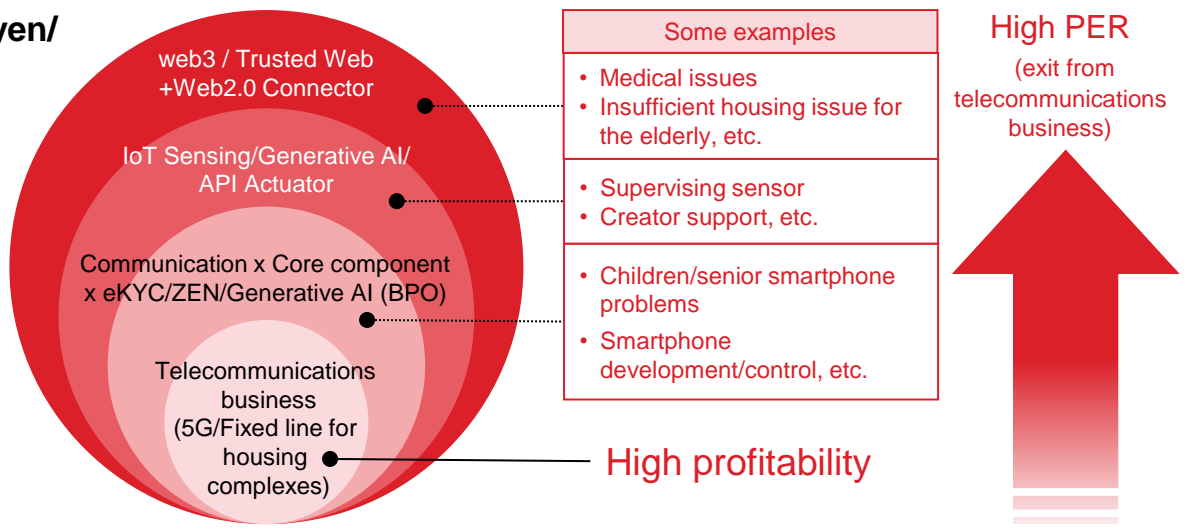 yen/
web3 / Trusted Web
+Web2.0 Connector
IoT Sensing/Generative AI/
API Actuator
Communication x Core component
x eKYC/ZEN/Generative AI (BPO)
Telecommunications
business
(5G/Fixed line for
housing
complexes)
Some examples
• Medical issues
• Insufficient housing issue for
the elderly, etc.
• Supervising sensor
• Creator support, etc.
• Children/senior smartphone
problems
• Smartphone
development/control, etc.
High profitability
High PER
(exit from
telecommunications
business)